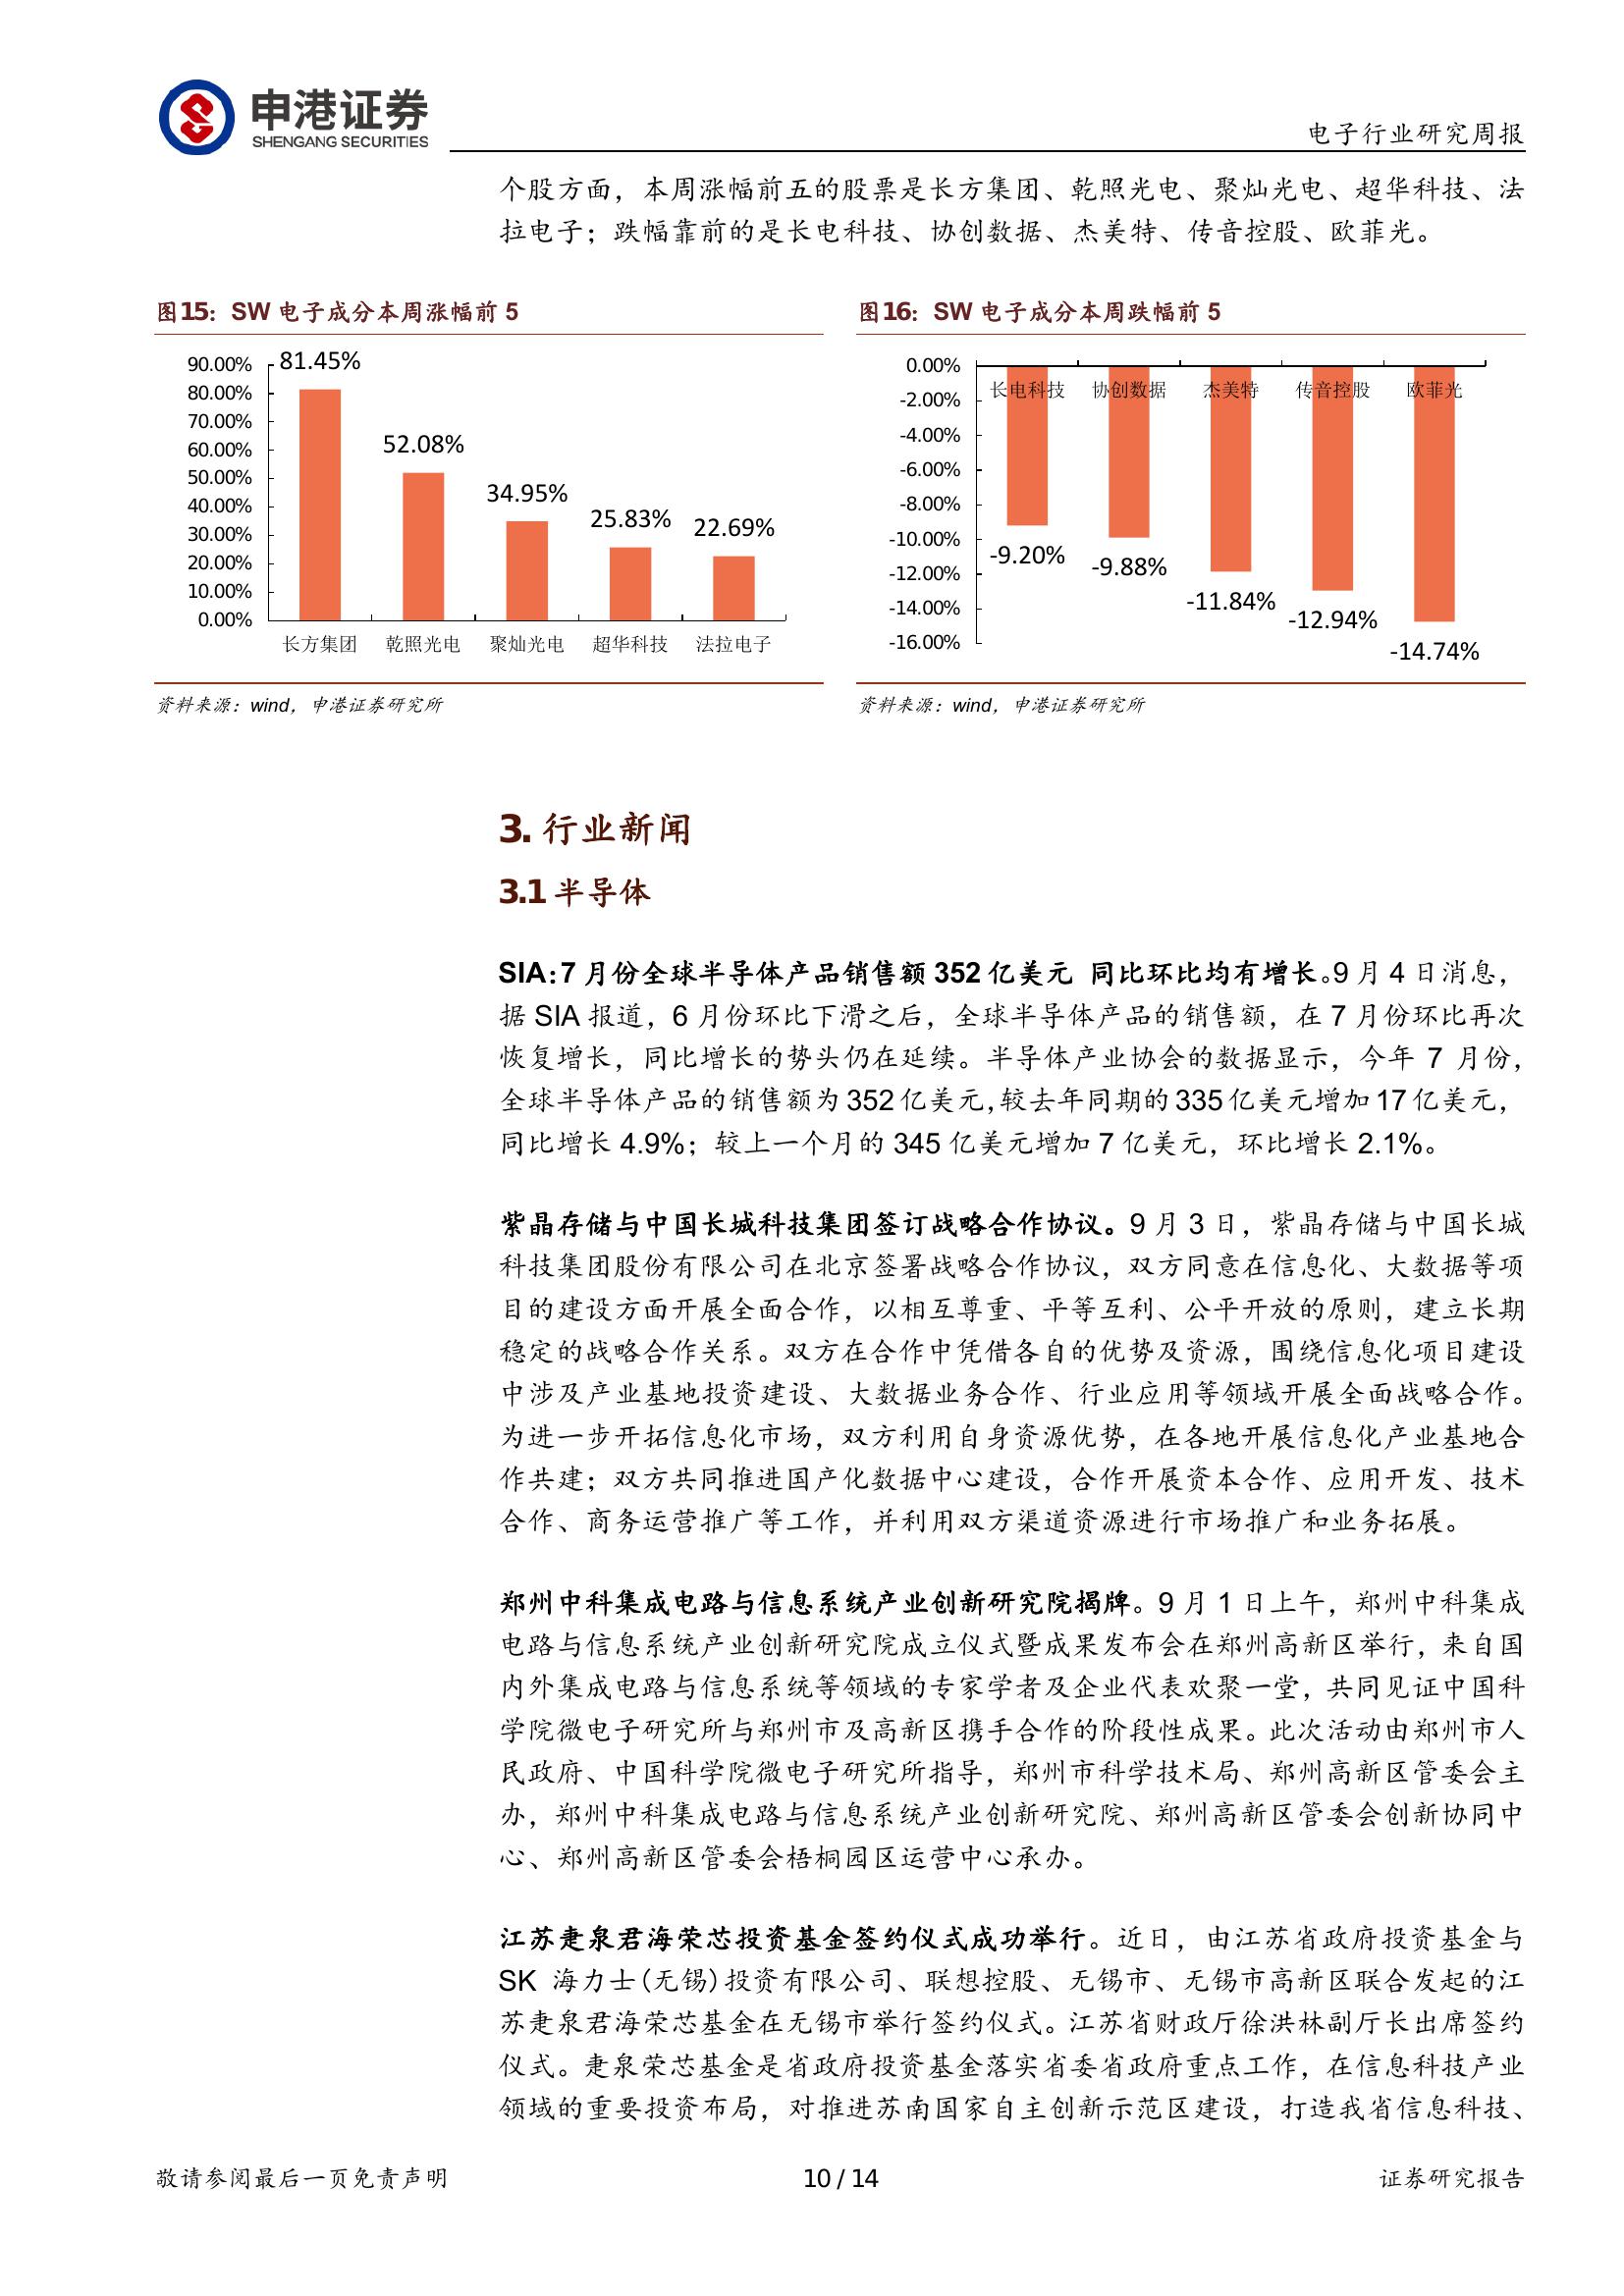 申港证券
SHENGANG SECURITIES
电子行业研究周报
个股方面，本周涨幅前五的股票是长方集团、乾照光电、聚灿光电、超华科技、法
拉电子；跌幅靠前的是长电科技、协创数据、杰美特、传音控股、欧菲光。
图15：SW 电子成分本周涨幅前 5
90.00%
80.00%
70.00%
60.00%
50.00%
40.00%
30.00%
20.00%
10.00%
0.00%
81.45%
52.08%
34.95%
25.83%
22.69%
长方集团 乾照光电 聚灿光电 超华科技 法拉电子
资料来源：wind，申港证券研究所
图16：SW 电子成分本周跌幅前 5
0.00%
-2.00%
-4.00%
-6.00%
-8.00%
-10.00%
-12.00%
-14.00%
-16.00%
长电科技 协创数据 杰美特 传音控股 欧菲光
-9.20%
-9.88%
-11.84%
-12.94%
-14.74%
资料来源：wind，申港证券研究所
3. 行业新闻
3.1 半导体
SIA：7 月份全球半导体产品销售额 352 亿美元 同比环比均有增长。9 月 4 日消息，
据 SIA 报道，6 月份环比下滑之后，全球半导体产品的销售额，在 7 月份环比再次
恢复增长，同比增长的势头仍在延续。半导体产业协会的数据显示，今年 7 月份，
全球半导体产品的销售额为 352 亿美元，较去年同期的 335 亿美元增加 17 亿美元，
同比增长 4.9%；较上一个月的 345 亿美元增加 7 亿美元，环比增长 2.1%。
紫晶存储与中国长城科技集团签订战略合作协议。9 月 3 日，紫晶存储与中国长城
科技集团股份有限公司在北京签署战略合作协议，双方同意在信息化、大数据等项
目的建设方面开展全面合作，以相互尊重、平等互利、公平开放的原则，建立长期
稳定的战略合作关系。双方在合作中凭借各自的优势及资源，围绕信息化项目建设
中涉及产业基地投资建设、大数据业务合作、行业应用等领域开展全面战略合作。
为进一步开拓信息化市场，双方利用自身资源优势，在各地开展信息化产业基地合
作共建；双方共同推进国产化数据中心建设，合作开展资本合作、应用开发、技术
合作、商务运营推广等工作，并利用双方渠道资源进行市场推广和业务拓展。
郑州中科集成电路与信息系统产业创新研究院揭牌。9 月 1 日上午，郑州中科集成
电路与信息系统产业创新研究院成立仪式暨成果发布会在郑州高新区举行，来自国
内外集成电路与信息系统等领域的专家学者及企业代表欢聚一堂，共同见证中国科
学院微电子研究所与郑州市及高新区携手合作的阶段性成果。此次活动由郑州市人
民政府、中国科学院微电子研究所指导，郑州市科学技术局、郑州高新区管委会主
办，郑州中科集成电路与信息系统产业创新研究院、郑州高新区管委会创新协同中
心、郑州高新区管委会梧桐园区运营中心承办。
江苏疌泉君海荣芯投资基金签约仪式成功举行。近日，由江苏省政府投资基金与
SK 海力士(无锡)投资有限公司、联想控股、无锡市、无锡市高新区联合发起的江
苏疌泉君海荣芯基金在无锡市举行签约仪式。江苏省财政厅徐洪林副厅长出席签约
仪式。疌泉荣芯基金是省政府投资基金落实省委省政府重点工作，在信息科技产业
领域的重要投资布局，对推进苏南国家自主创新示范区建设，打造我省信息科技、
敬请参阅最后一页免责声明
10 / 14
证券研究报告